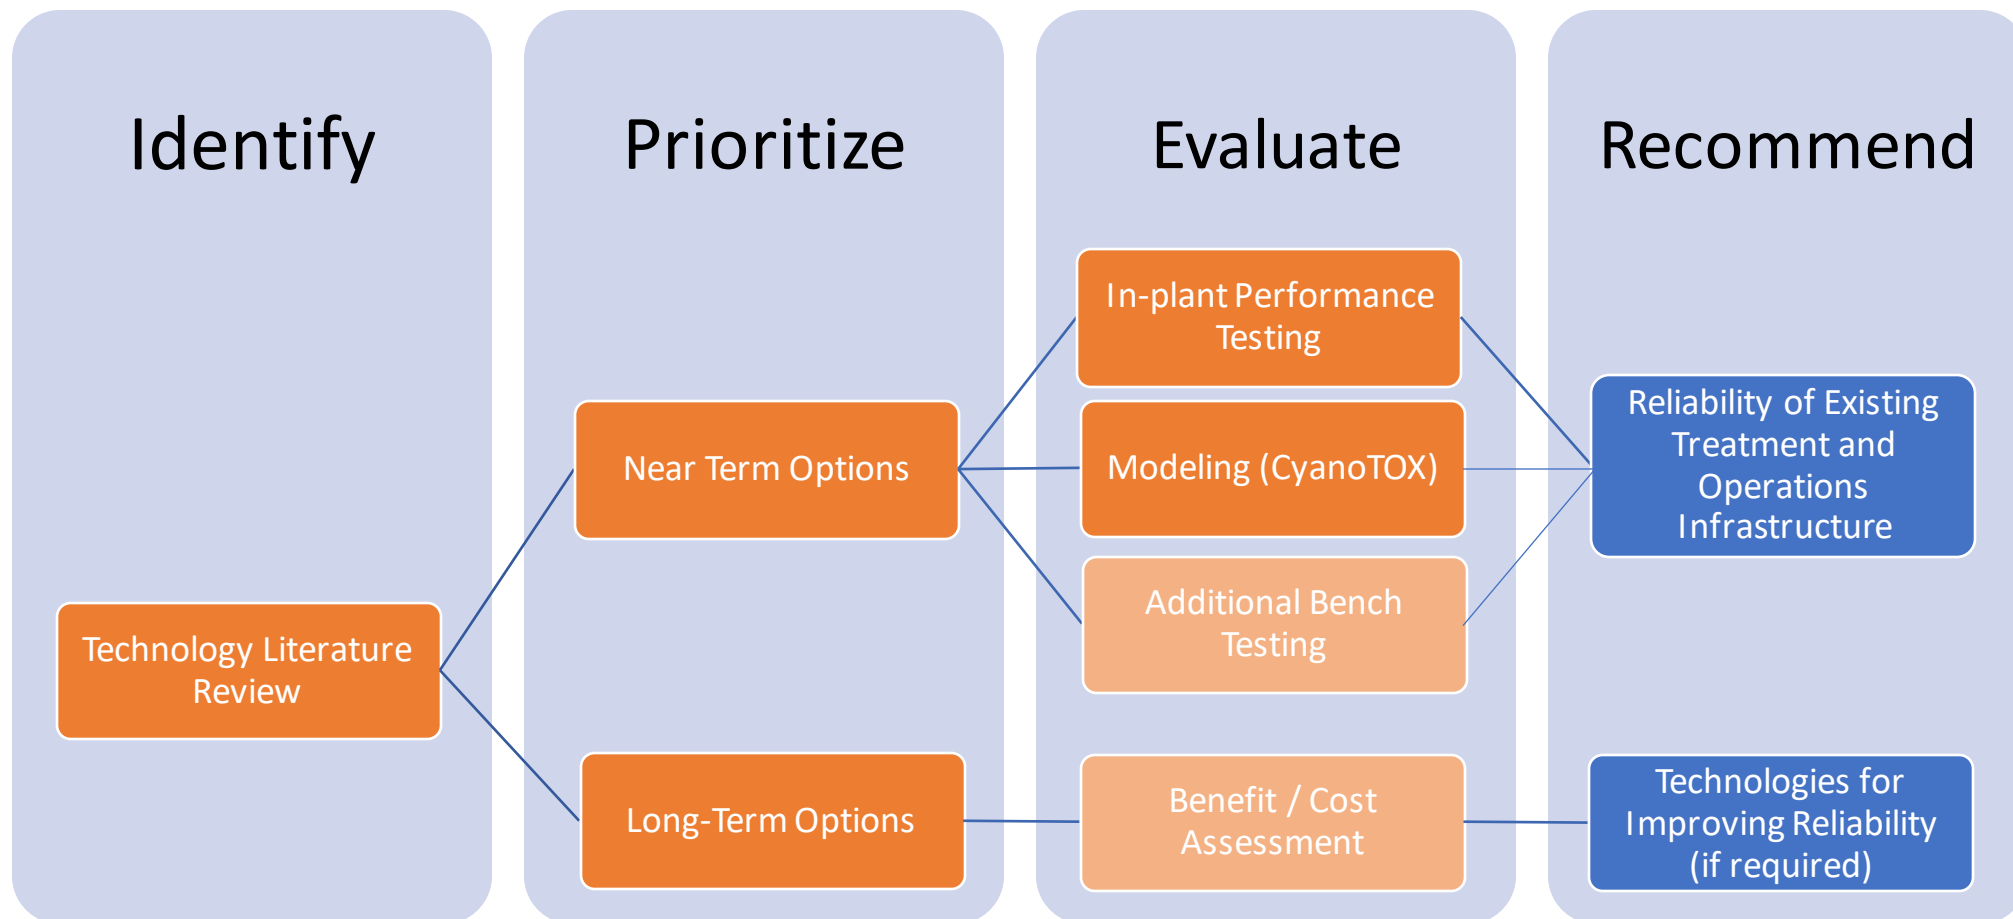 Identify
Prioritize
Evaluate
Recommend
Technology Literature
Review
Near Term Options
Long-Term Options
In-plant Performance
Testing
Modeling (CyanoTOX)
Additional Bench
Testing
Benefit / Cost
Assessment
Reliability of Existing
Treatment and
Operations
Infrastructure
Technologies for
Improving Reliability
(if required)